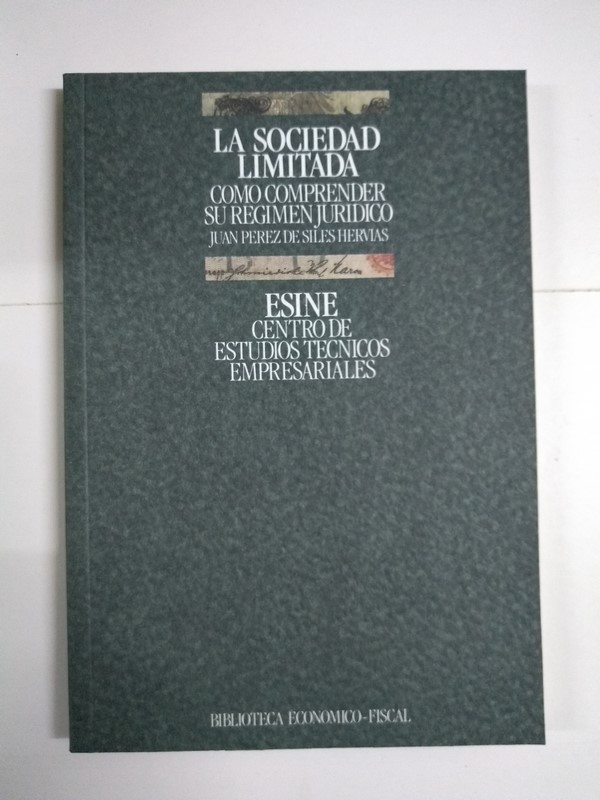 LA SOCIEDAD
LIMITADA
COMO COMPRENDER
SU REGIMEN JURIDICO
JUAN PEREZ DE SILES HERVIAS
ESINE
CENTRO DE
ESTUDIOS TECNICOS
EMPRESARIALES
BIBLIOTECA ECONOMICO-FISCAL